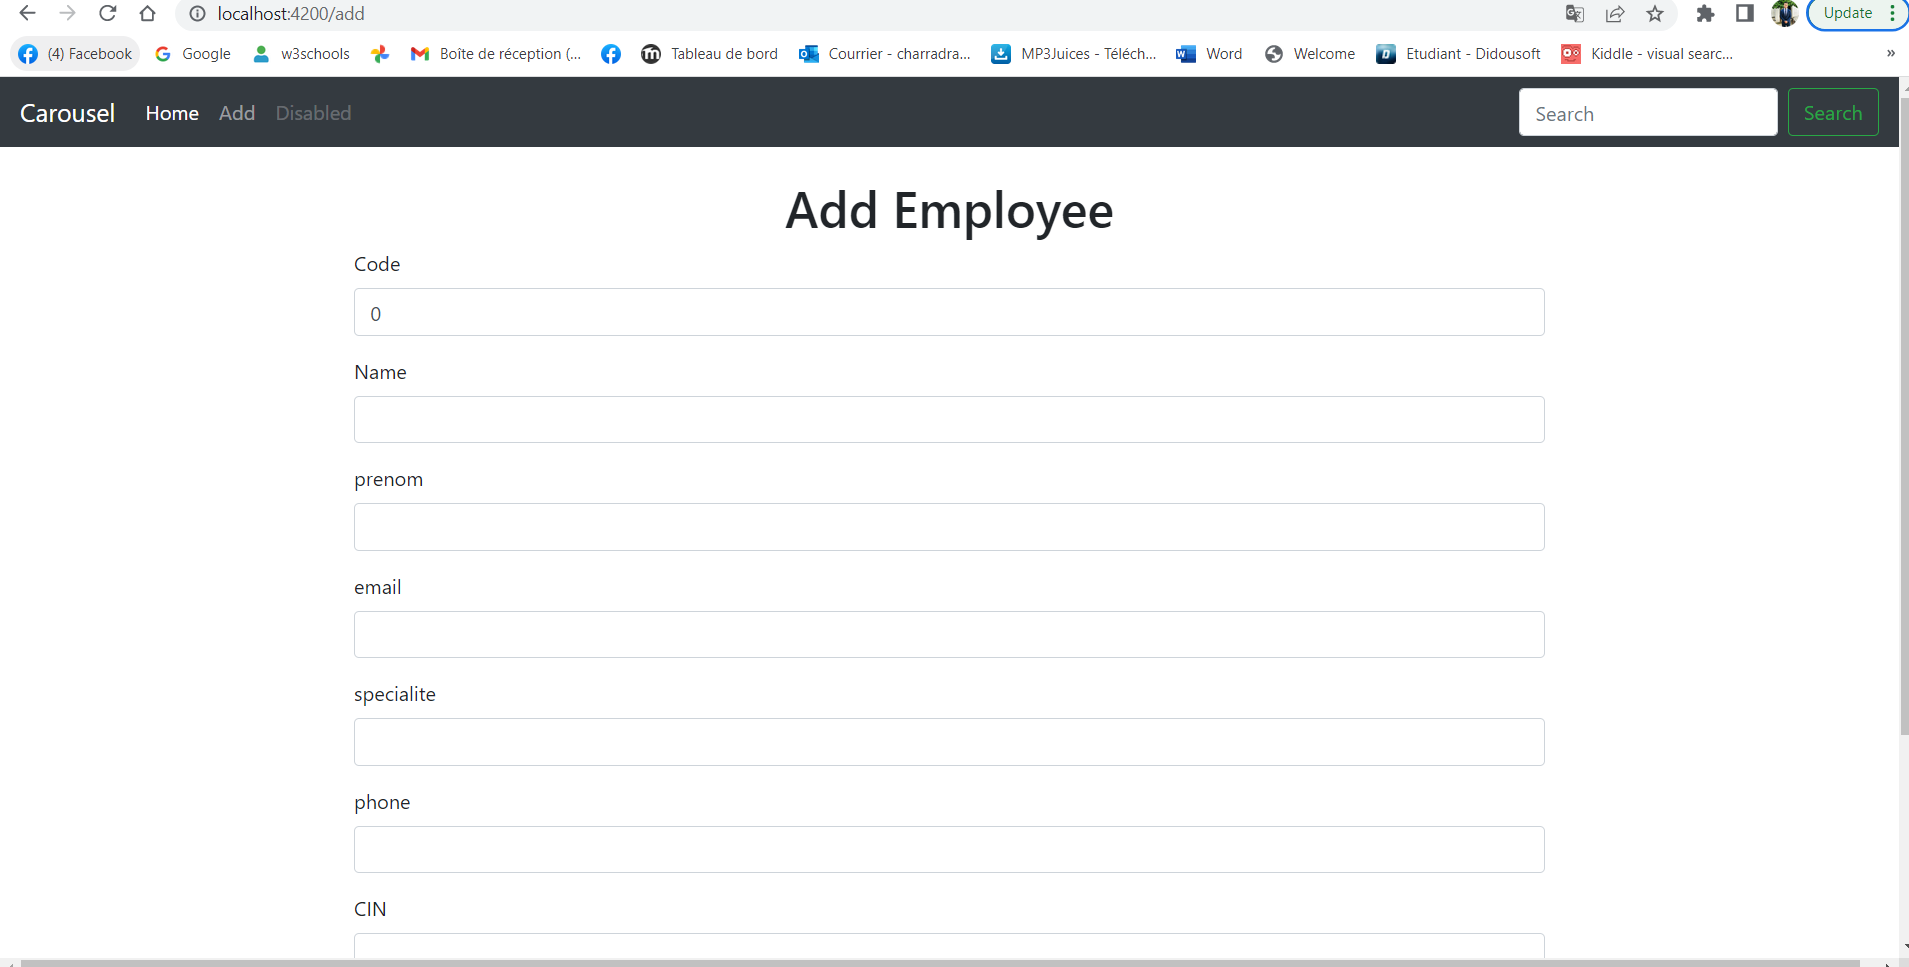 localhost:4200/add
Update
(4) Facebook Google w3schools Boîte de réception (... Tableau de bord Courrier - charradra... MP3Juices - Téléch... Word Welcome Etudiant - Didousoft Kiddle - visual searc... »
Carousel Home Add Disabled Search Search
Add Employee
Code
0
Name
prenom
email
specialite
phone
CIN